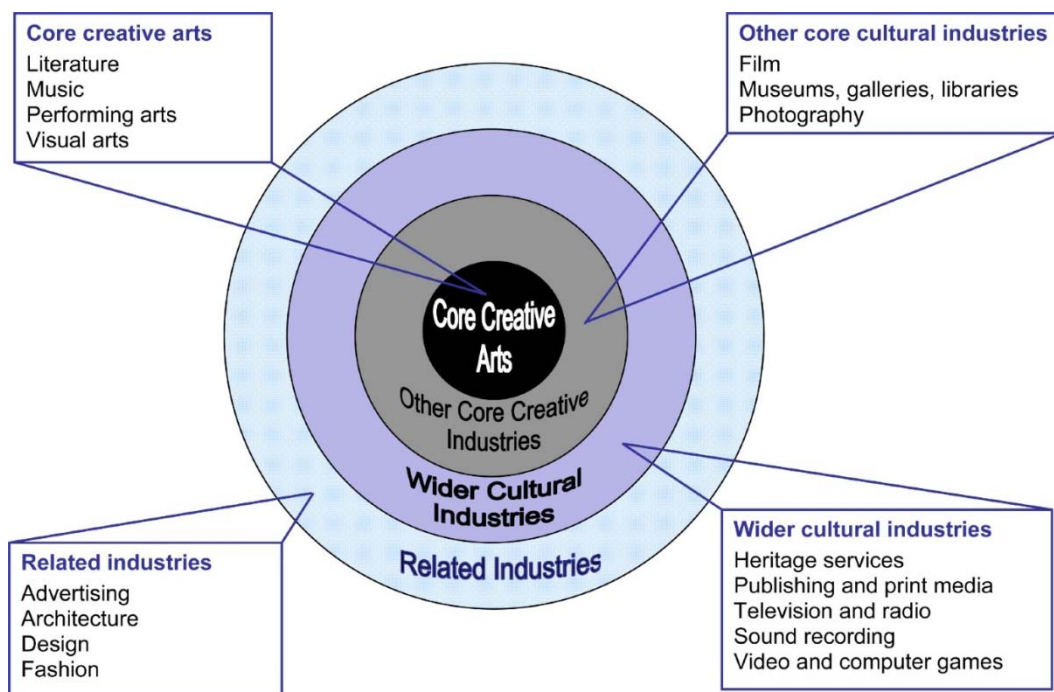 Core creative arts
Literature
Music
Performing arts
Visual arts
Other core cultural industries
Film
Museums, galleries, libraries
Photography
Core Creative
Arts
Other Core Creative
Industries
Wider Cultural
Industries
Related Industries
Related industries
Advertising
Architecture
Design
Fashion
Wider cultural industries
Heritage services
Publishing and print media
Television and radio
Sound recording
Video and computer games